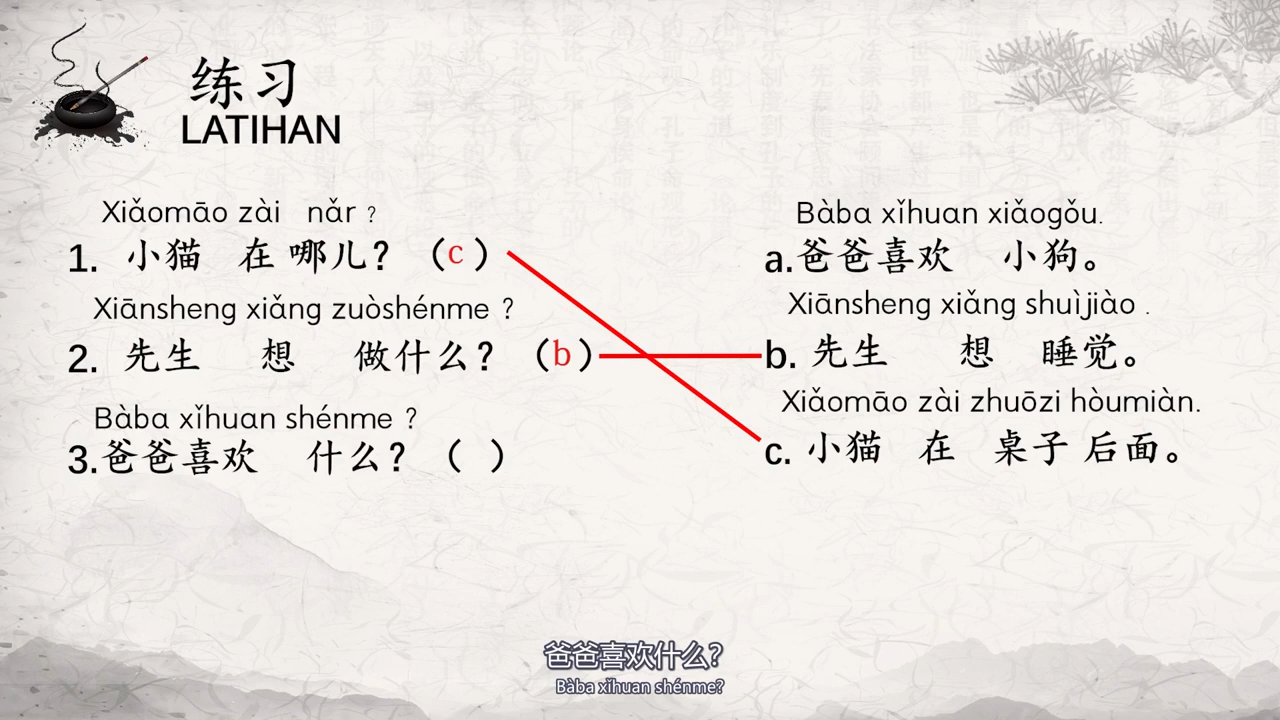 练习
LATIHAN
Xiǎomāo zài nǎr ?
1. 小猫 在 哪儿? (c)
Xiānsheng xiǎng zuòshénme ?
2. 先生 想 做什么? (b)
Bàba xǐhuan shénme ?
3.爸爸喜欢 什么? ( )
Bàba xǐhuan xiǎogǒu.
a.爸爸喜欢 小狗。
Xiānsheng xiǎng shuìjiào .
b. 先生 想 睡觉。
Xiǎomāo zài zhuōzi hòumiàn.
c. 小猫 在 桌子 后面。
爸爸喜欢什么?
Bàba xǐhuan shénme?